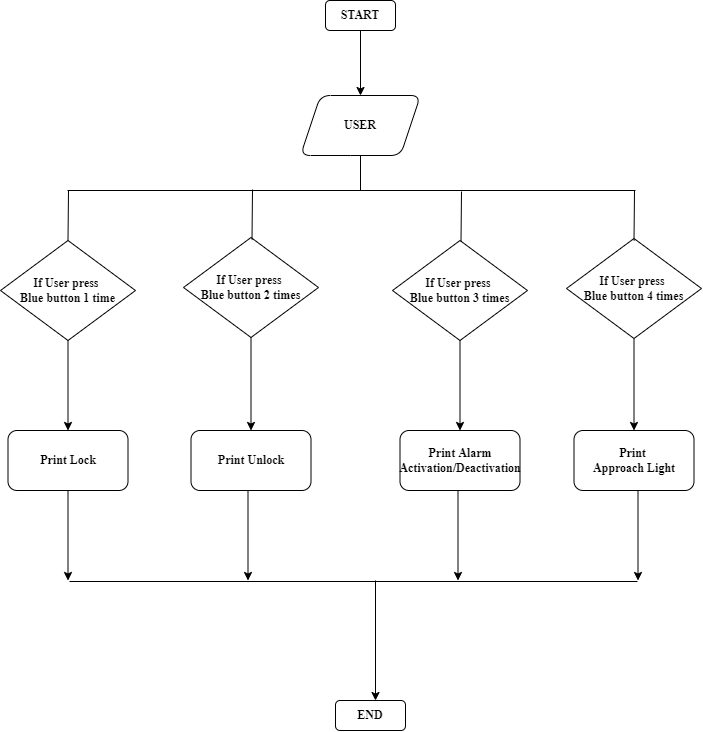 START
USER
If User press
Blue button 1 time
If User press
Blue button 2 times
If User press
Blue button 3 times
If User press
Blue button 4 times
Print Lock
Print Unlock
Print Alarm
Activation/Deactivation
Print
Approach Light
END